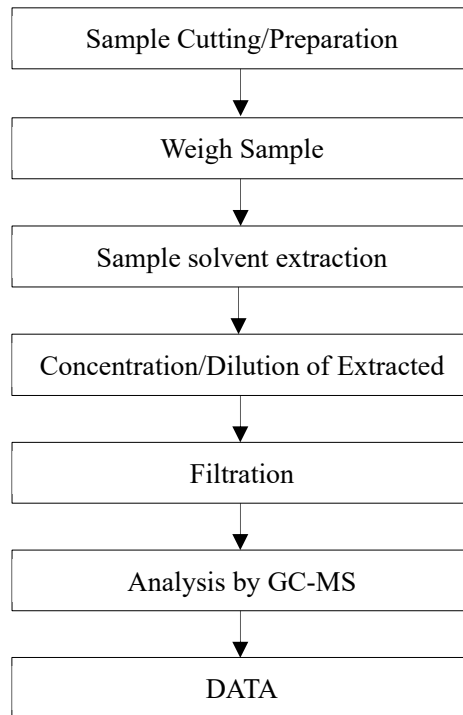 Sample Cutting/Preparation
Weigh Sample
Sample solvent extraction
Concentration/Dilution of Extracted
Filtration
Analysis by GC-MS
DATA